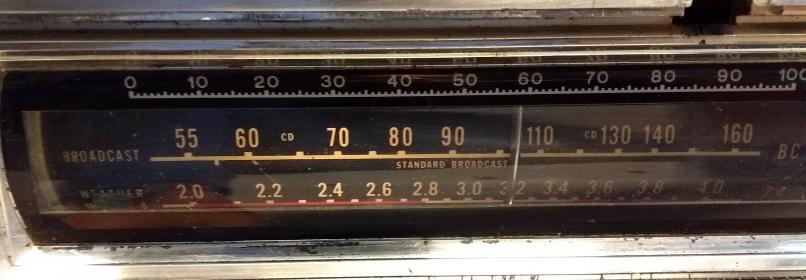 0 10 20 30 40 50 60 70 80 90 100
55 60 CD 70 80 90 110 CD 130 140 160
BROADCAST BC
STANDARD BROADCAST
WEATHER 2.0 2.2 2.4 2.6 2.8 3.0 3.2 3.4 3.6 3.8 4.0